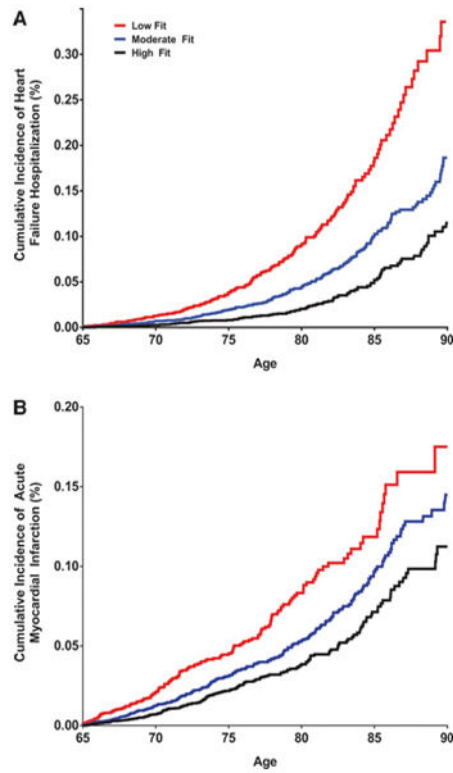 A
Low Fit
Moderate Fit
High Fit
Cumulative Incidence of Heart
Failure Hospitalization (%)
0.30
0.25
0.20
0.15
0.10
0.05
0.00
65 70 75 80 85 90
Age
B
Cumulative Incidence of Acute
Myocardial Infarction (%)
0.20
0.15
0.10
0.05
0.00
65 70 75 80 85 90
Age